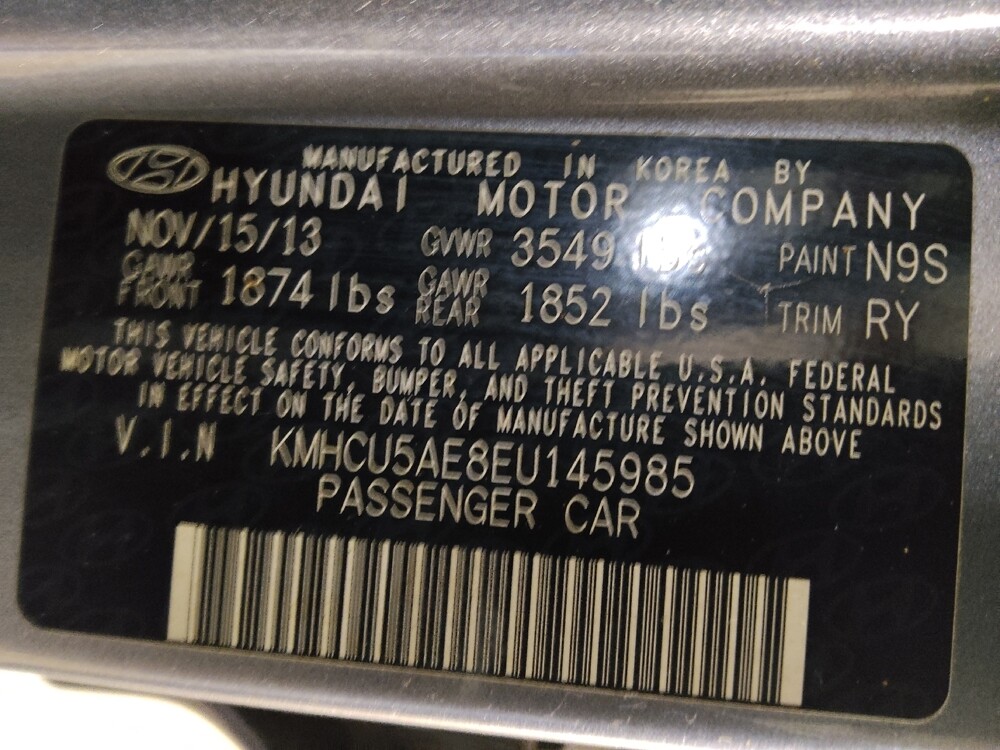 MANUFACTURED IN KOREA BY
HYUNDAI MOTOR COMPANY
NOV/15/13 GVWR 3549 lbs PAINT N9S
GAWR FRONT 1874 lbs GAWR REAR 1852 lbs TRIM RY
THIS VEHICLE CONFORMS TO ALL APPLICABLE U.S.A. FEDERAL
MOTOR VEHICLE SAFETY, BUMPER, AND THEFT PREVENTION STANDARDS
IN EFFECT ON THE DATE OF MANUFACTURE SHOWN ABOVE
V.I.N KMHCU5AE8EU145985
PASSENGER CAR